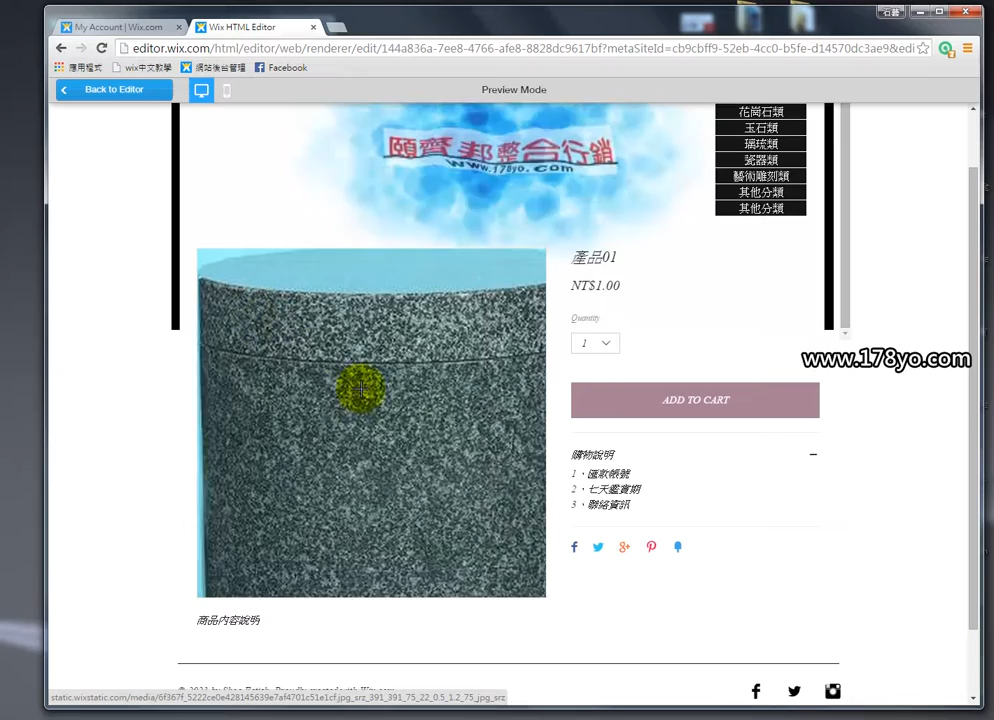 石藝
My Account | Wix.com
Wix HTML Editor
editor.wix.com/html/editor/web/renderer/edit/144a836a-7ee8-4766-afe8-8828dc9617bf?metaSiteId=cb9cbff9-52eb-4cc0-b5fe-d14570dc3ae9&edi
應用程式
wix中文教學
網站後台管理
Facebook
Back to Editor
Preview Mode
花崗石類
玉石類
琉璃類
瓷器類
藝術雕刻類
其他分類
其他分類
頤齊邦整合行銷
www.178yo.com
產品01
NT$1.00
Quantity
1
www.178yo.com
ADD TO CART
購物說明
1、匯款帳號
2、七天鑑賞期
3、聯絡資訊
商品內容說明
static.wixstatic.com/media/6f367f_5222ce0e428145639e7af4701c51e1cf.jpg_srz_391_391_75_22_0.5_1.2_75_jpg_srz